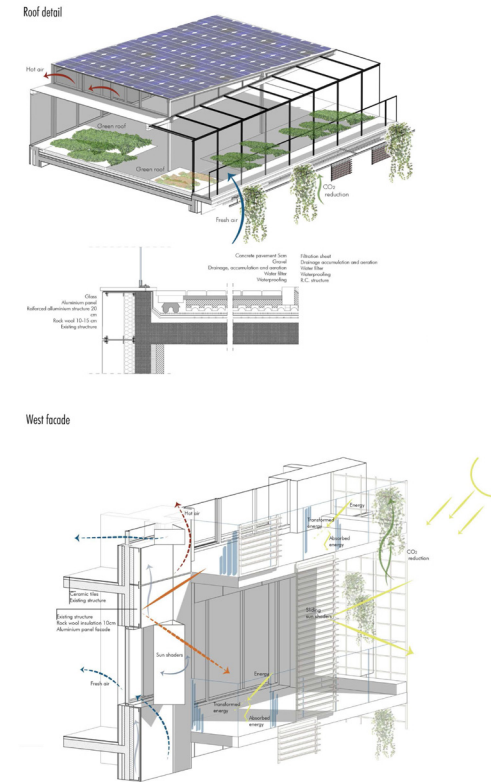 Roof detail
Hot air
Green roof
Green roof
CO2
reduction
Fresh air
Concrete pavement 5cm
Gravel
Drainage, accumulation and aeration
Water filter
Waterproofing
Filtration sheet
Drainage accumulation and aeration
Water filter
Waterproofing
R.C. structure
Glass
Aluminium panel
Railwood-alluminium structure 20
cm
Rock wool 10-15 cm
Existing structure
West facade
Hot air
Energy
Transformed
energy
Absorbed
energy
CO2
reduction
Ceramic tiles
Existing structure
Existing structure
Rock wool insulation 10cm
Aluminium panel facade
Sliding
sun shaders
Sun shaders
Fresh air
Energy
Transformed
energy
Absorbed
energy